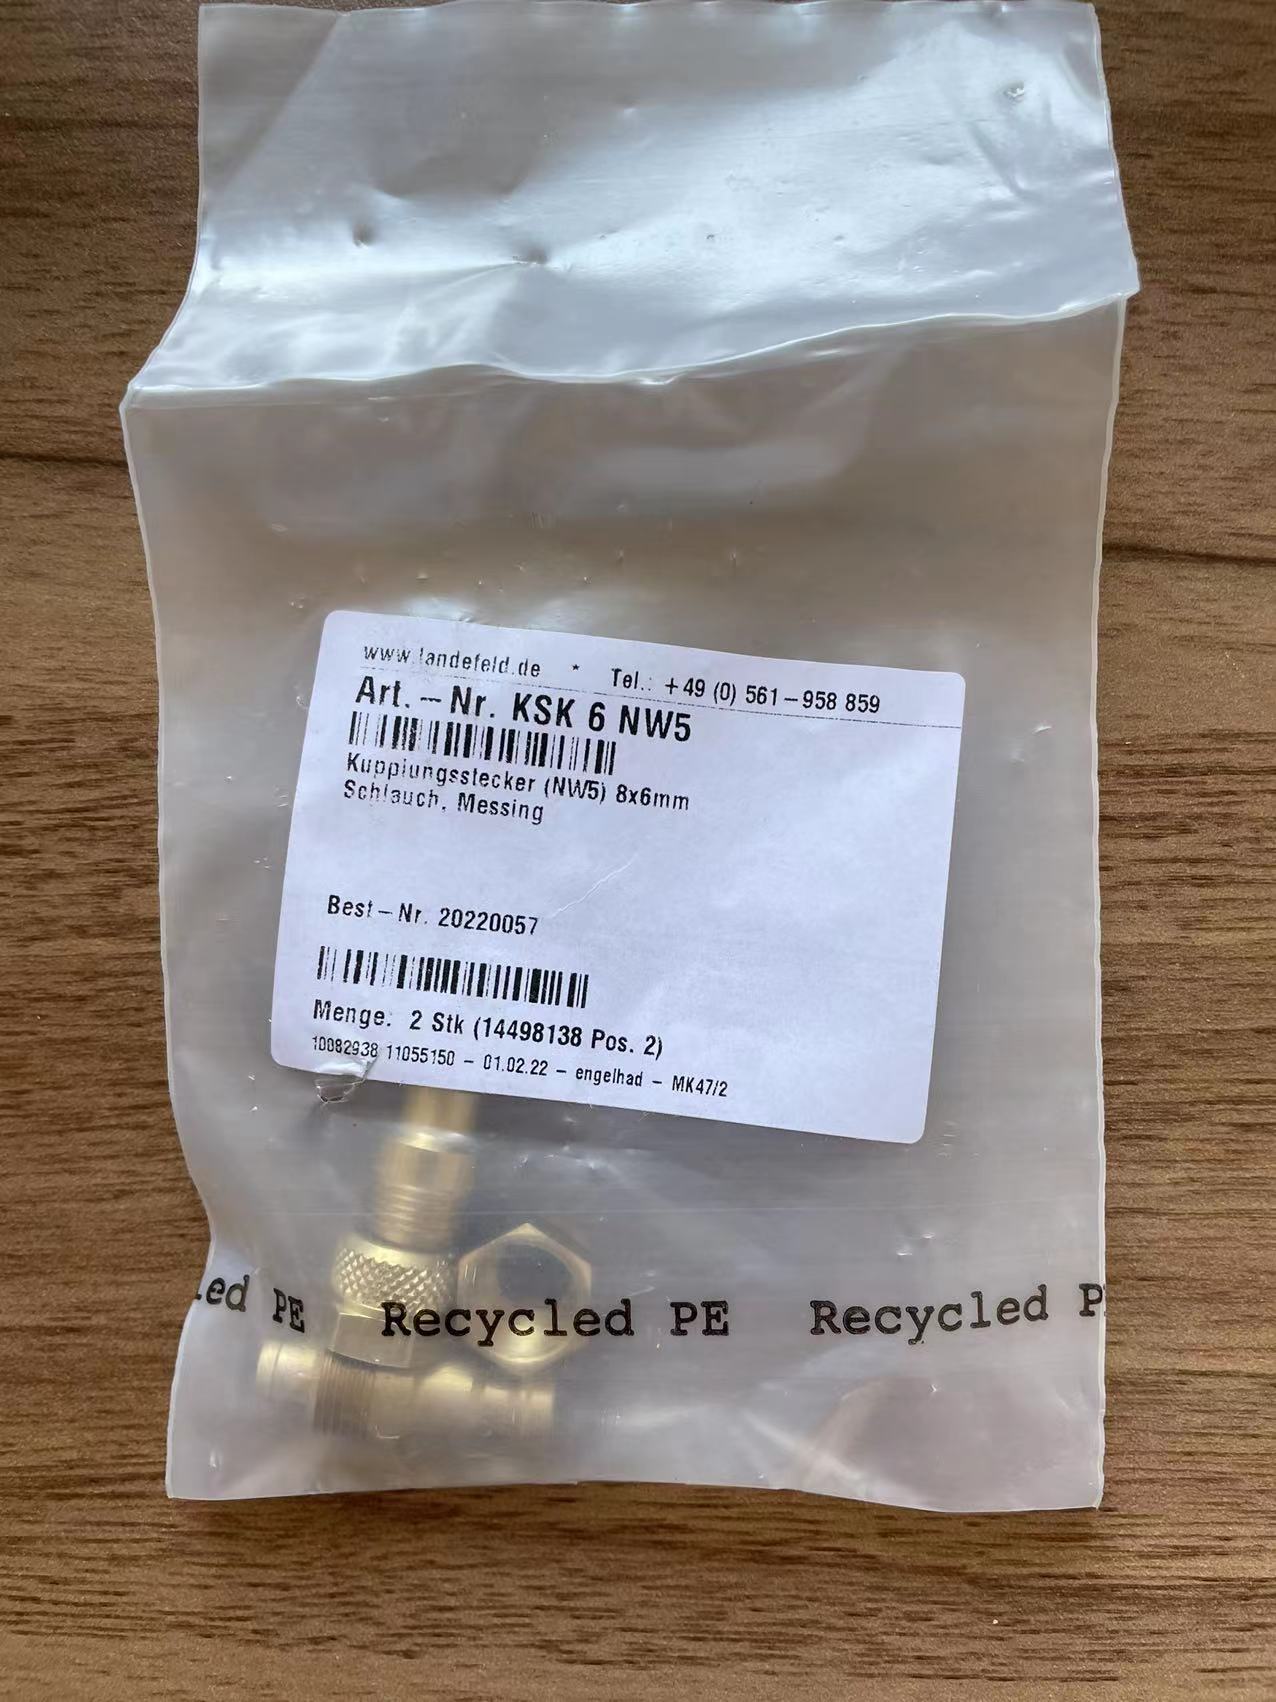 www.landefeld.de * Tel.: +49 (0) 561-958 859
Art.-Nr. KSK 6 NW5
Kupplungsstecker (NW5) 8x6mm
Schlauch, Messing
Best-Nr. 20220057
Menge: 2 Stk (14498138 Pos. 2)
10082938 11055150 - 01.02.22 - engelhad - MK47/2
led PE Recycled PE Recycled P